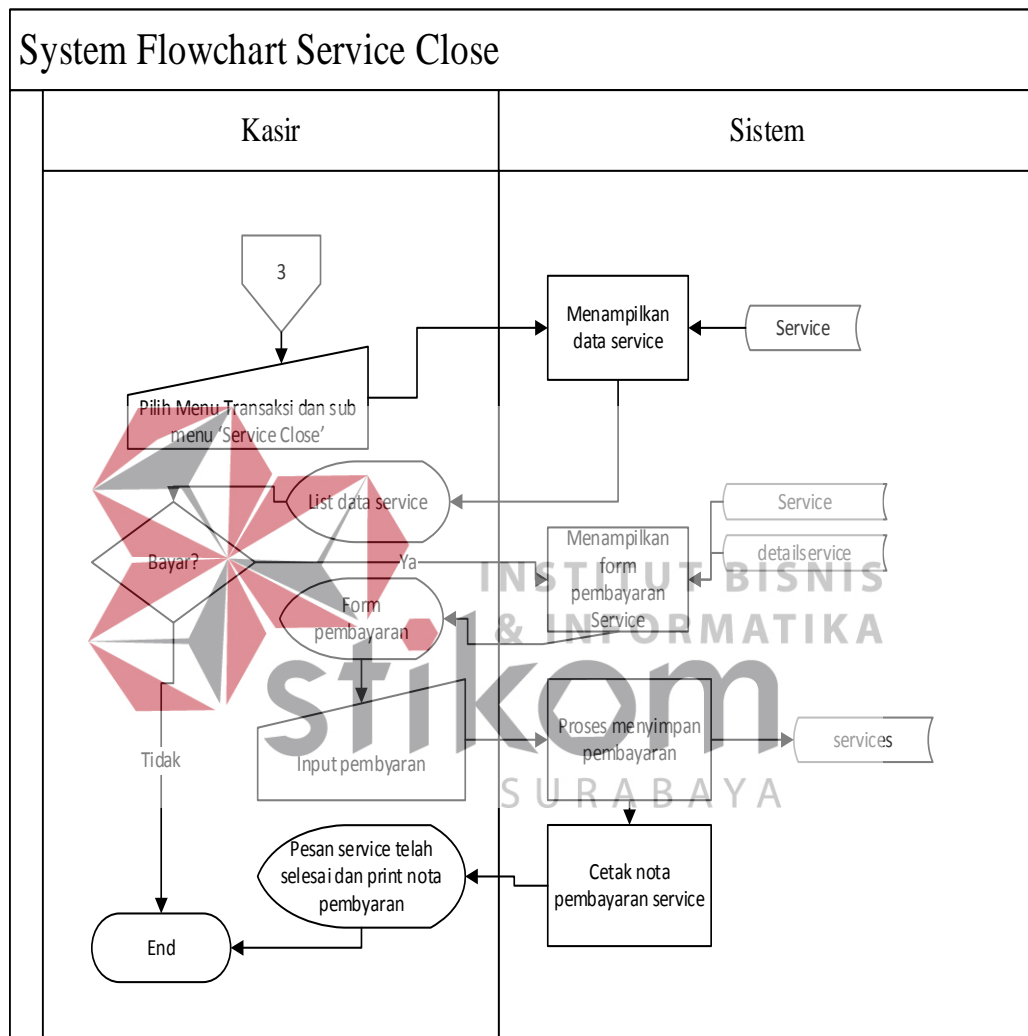 System Flowchart Service Close
Kasir
Sistem
3
Menampilkan
data service
Service
Pilih Menu Transaksi dan sub
menu ‘Service Close’
List data service
Service
Bayar?
Ya
Menampilkan
form
pembayaran
Service
detailservice
INSTITUT BISNIS
& INFORMATIKA
Form
pembayaran
stikom
SURABAYA
Tidak
Input pembyaran
Proses menyimpan
pembayaran
services
Pesan service telah
selesai dan print nota
pembyaran
Cetak nota
pembayaran service
End